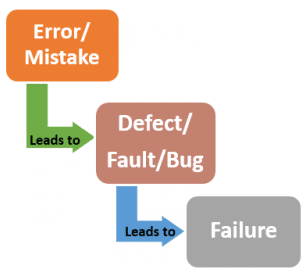 Error/
Mistake
Leads to
Defect/
Fault/Bug
Leads to
Failure